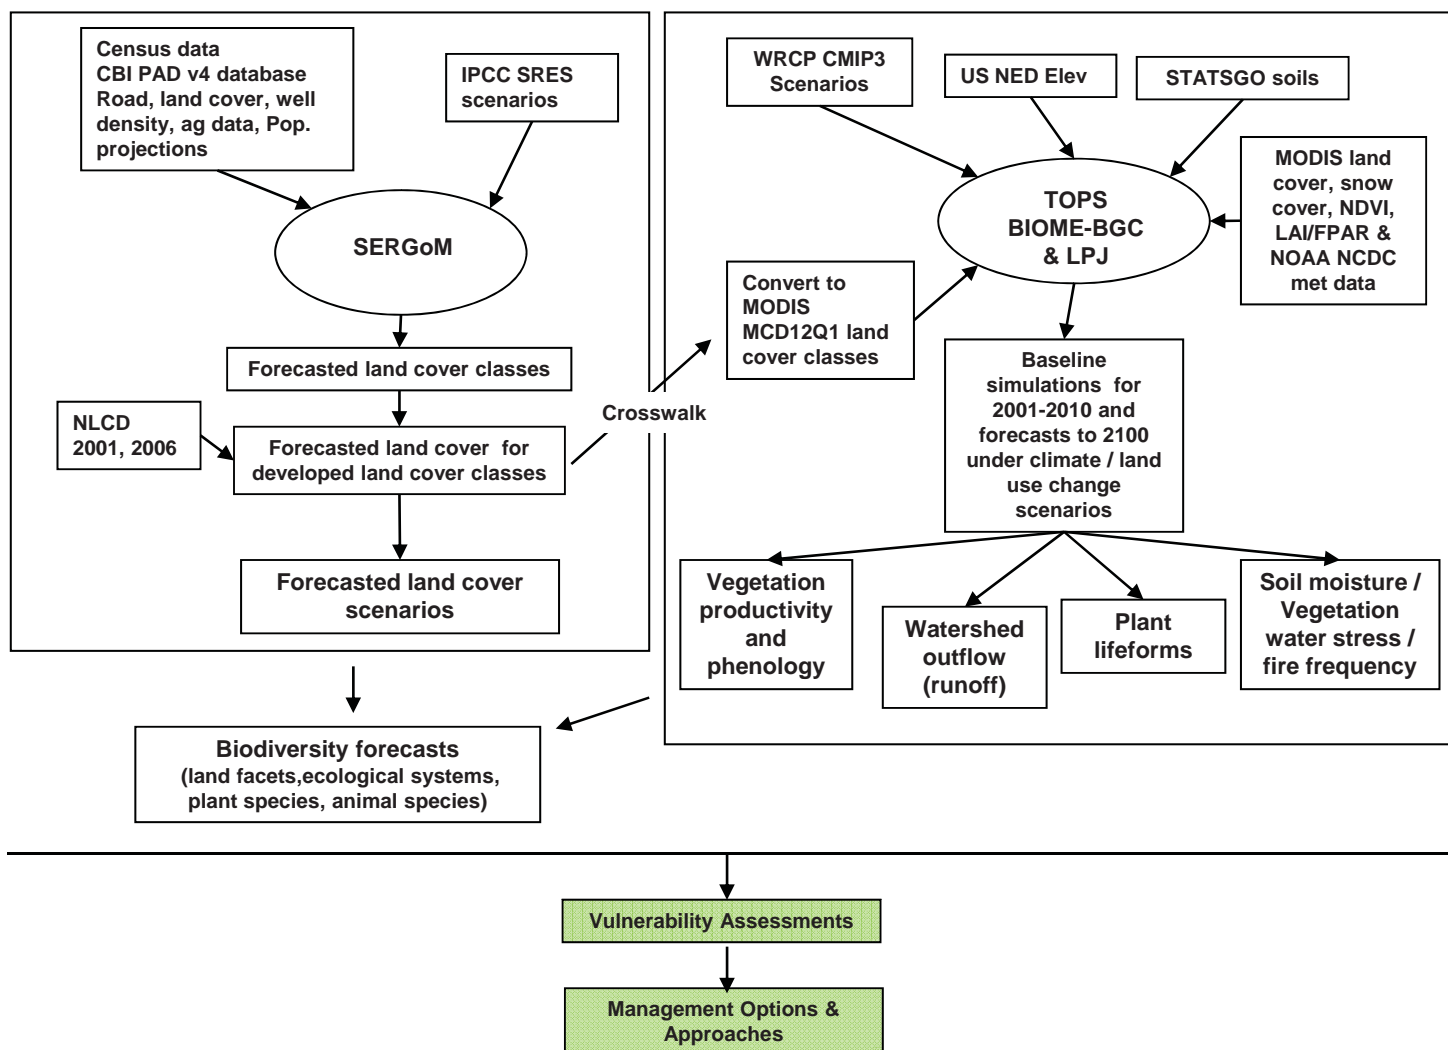 Census data
CBI PAD v4 database
Road, land cover, well
density, ag data, Pop.
projections
IPCC SRES
scenarios
SERGoM
Forecasted land cover classes
NLCD
2001, 2006
Forecasted land cover for
developed land cover classes
Forecasted land cover
scenarios
Crosswalk
WRCP CMIP3
Scenarios
US NED Elev
STATSGO soils
MODIS land
cover, snow
cover, NDVI,
LAI/FPAR &
NOAA NCDC
met data
TOPS
BIOME-BGC
& LPJ
Convert to
MODIS
MCD12Q1 land
cover classes
Baseline
simulations for
2001-2010 and
forecasts to 2100
under climate / land
use change
scenarios
Vegetation
productivity
and
phenology
Watershed
outflow
(runoff)
Plant
lifeforms
Soil moisture /
Vegetation
water stress /
fire frequency
Biodiversity forecasts
(land facets,ecological systems,
plant species, animal species)
Vulnerability Assessments
Management Options &
Approaches